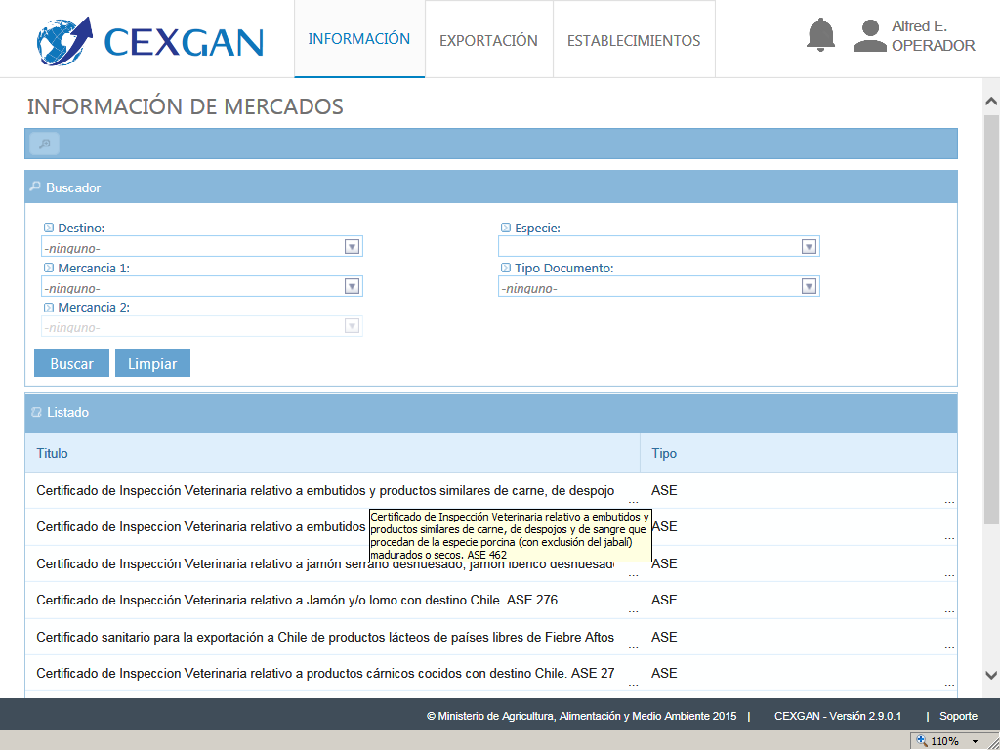 CEXGAN
INFORMACIÓN
EXPORTACIÓN
ESTABLECIMIENTOS
Alfred E.
OPERADOR
INFORMACIÓN DE MERCADOS
Buscador
Destino:
-ninguno-
Especie:
Mercancia 1:
-ninguno-
Tipo Documento:
-ninguno-
Mercancia 2:
-ninguno-
Buscar
Limpiar
Listado
Titulo
Tipo
Certificado de Inspección Veterinaria relativo a embutidos y productos similares de carne, de despojo
...
ASE
...
Certificado de Inspección Veterinaria relativo a embutidos
ASE
...
Certificado de Inspección Veterinaria relativo a embutidos y
productos similares de carne, de despojos y de sangre que
procedan de la especie porcina (con exclusión del jabalí)
madurados o secos. ASE 462
Certificado de Inspección Veterinaria relativo a jamón serrano deshuesado, jamón ibérico deshuesad
...
ASE
...
Certificado de Inspección Veterinaria relativo a Jamón y/o lomo con destino Chile. ASE 276
...
ASE
...
Certificado sanitario para la exportación a Chile de productos lácteos de países libres de Fiebre Aftos
...
ASE
...
Certificado de Inspeccion Veterinaria relativo a productos cárnicos cocidos con destino Chile. ASE 27
...
ASE
...
© Ministerio de Agricultura, Alimentación y Medio Ambiente 2015 | CEXGAN - Versión 2.9.0.1 | Soporte
110%